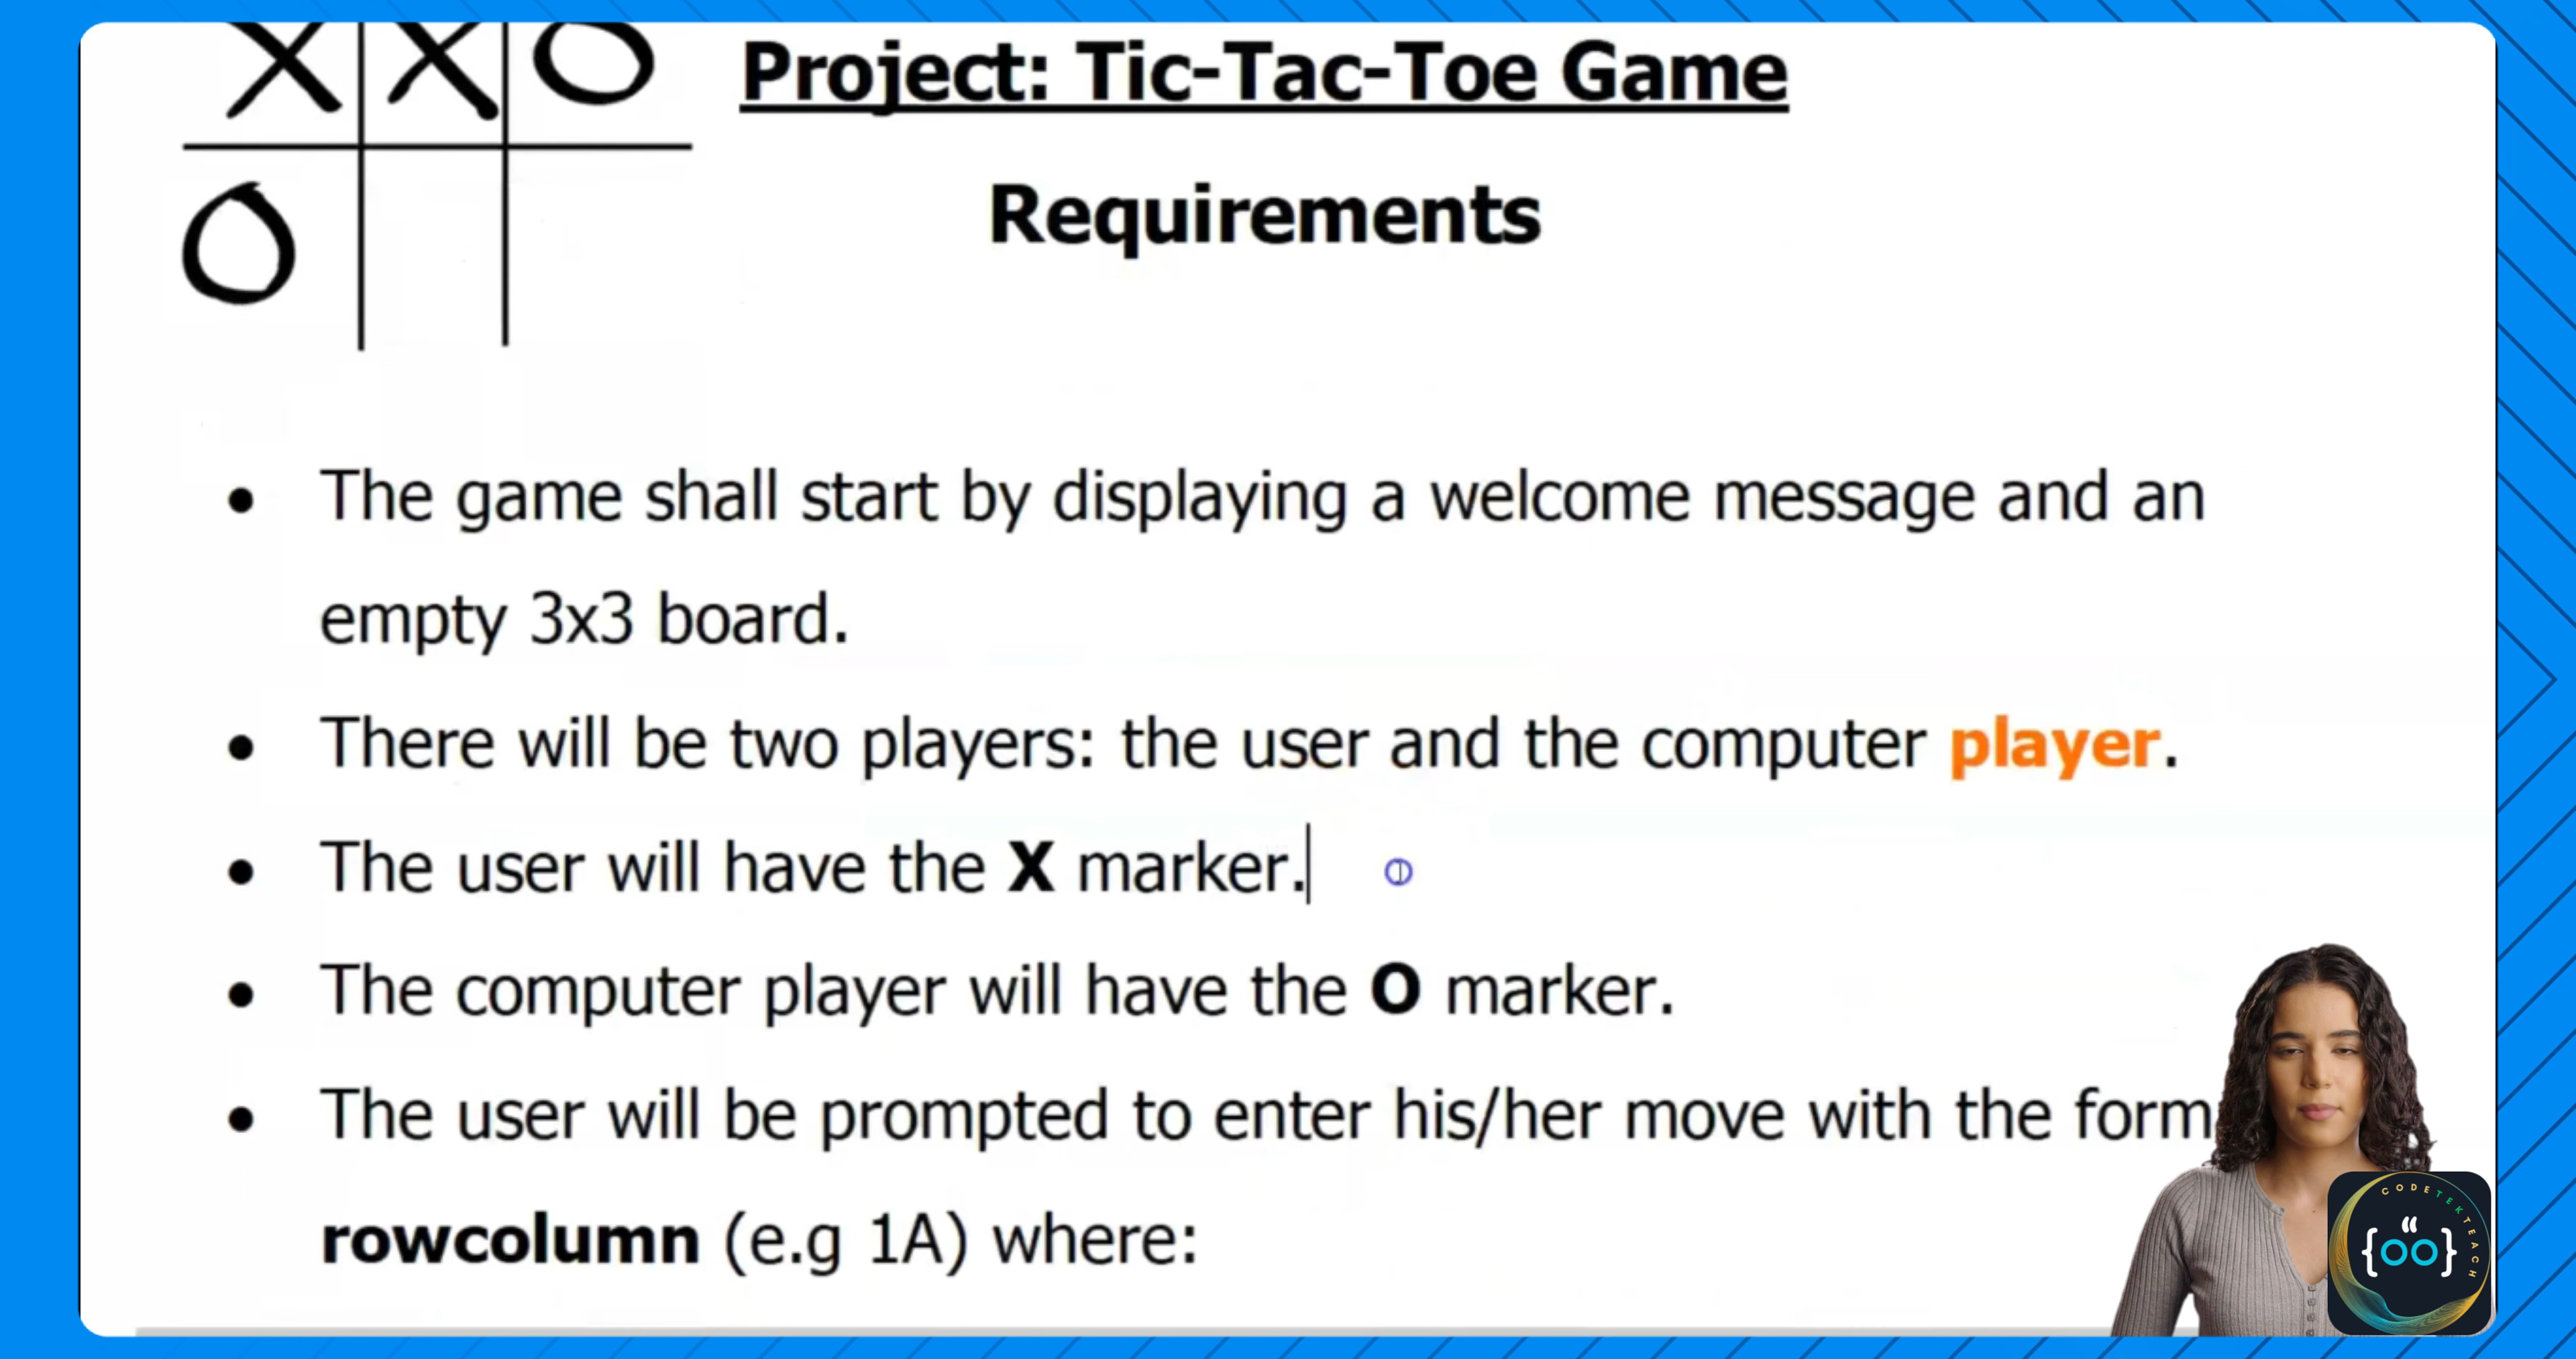 X X O
Project: Tic-Tac-Toe Game
O
Requirements
• The game shall start by displaying a welcome message and an
empty 3x3 board.
• There will be two players: the user and the computer player.
• The user will have the X marker.
• The computer player will have the O marker.
• The user will be prompted to enter his/her move with the form
rowcolumn (e.g 1A) where:
CODETEKTEACH
{oo}